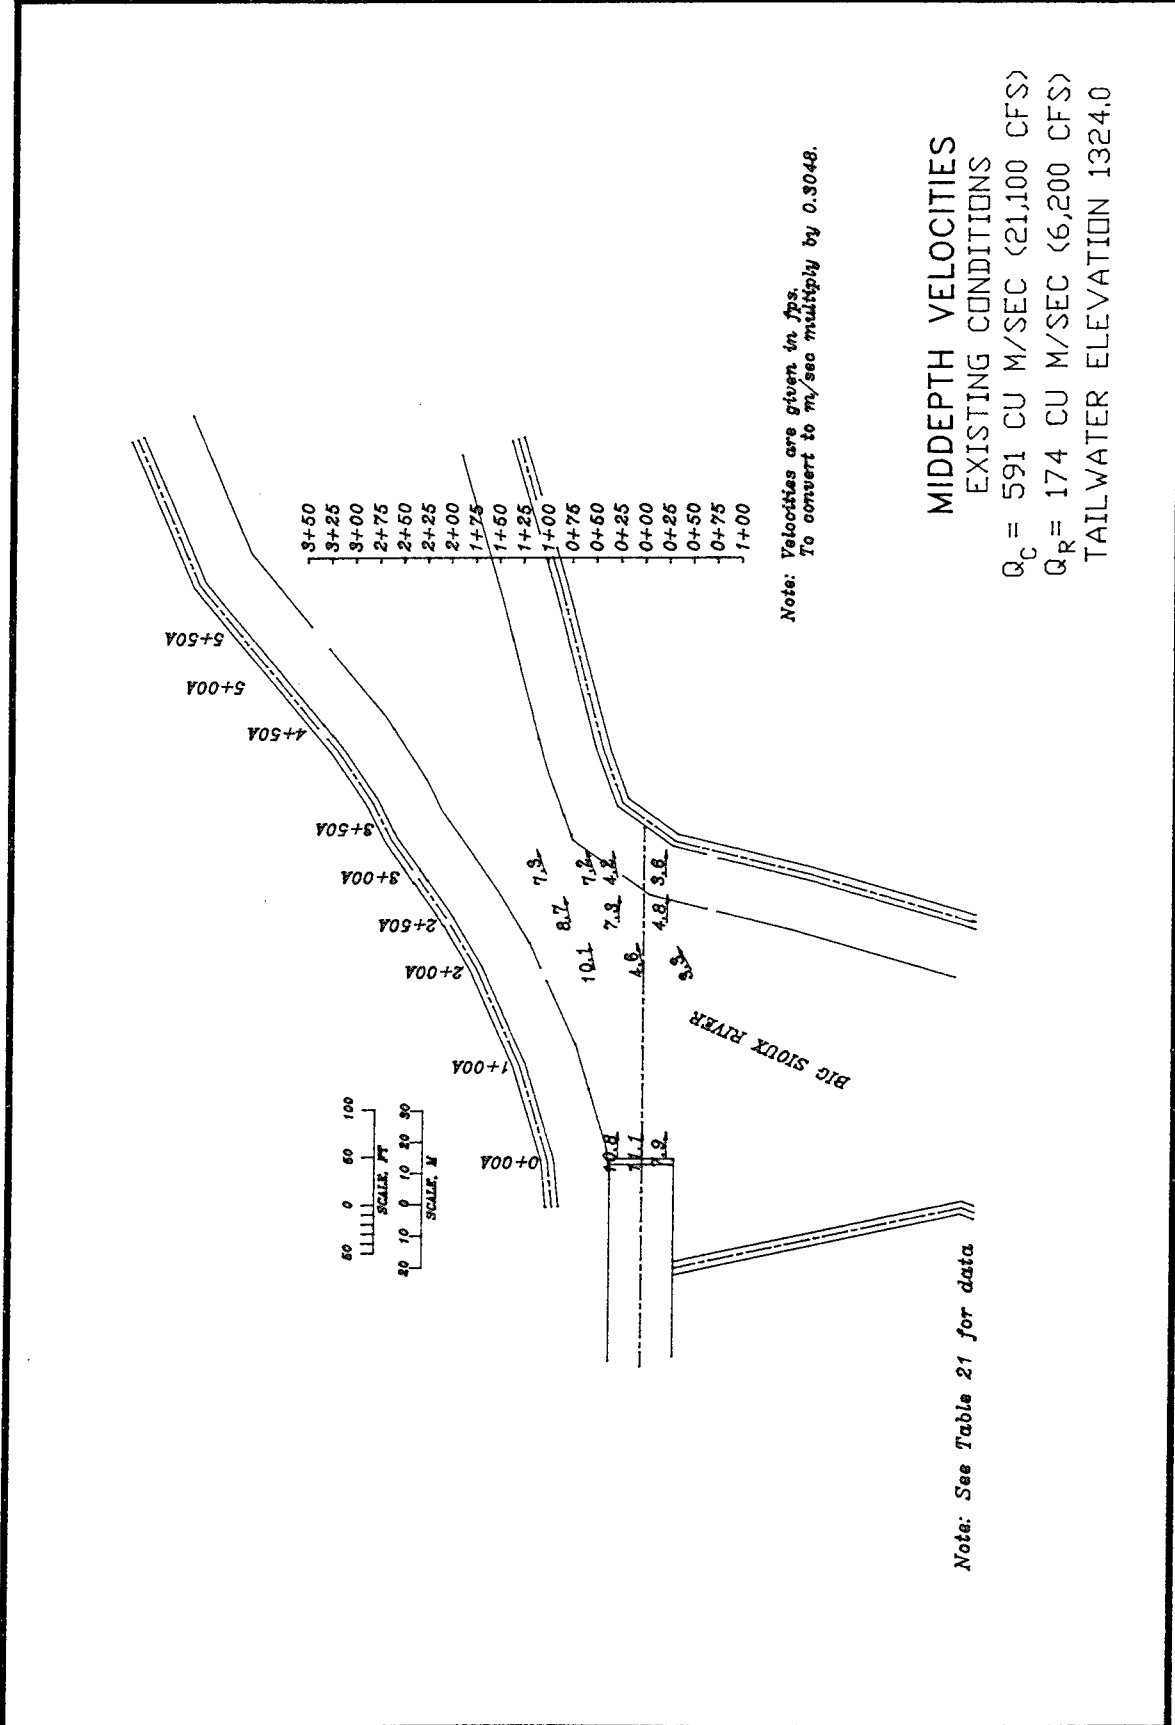 5+50A
5+00A
4+50A
3+50A
3+00A
2+50A
2+00A
1+00A
0+00A
3+50
3+25
3+00
2+75
2+50
2+25
2+00
1+75
1+50
1+25
1+00
0+75
0+50
0+25
0+00
0+25
0+50
0+75
1+00
50 0 50 100
SCALE, FT
20 10 0 10 20 30
SCALE, M
10.8
11.1
7.9
10.1
4.6
8.7
7.3
4.8
7.3
7.2
4.2
3.6
BIG SIOUX RIVER
Note: Velocities are given in fps.
To convert to m/sec multiply by 0.3048.
Note: See Table 21 for data
MIDDEPTH VELOCITIES
EXISTING CONDITIONS
QC = 591 CU M/SEC (21,100 CFS)
QR = 174 CU M/SEC (6,200 CFS)
TAILWATER ELEVATION 1324.0